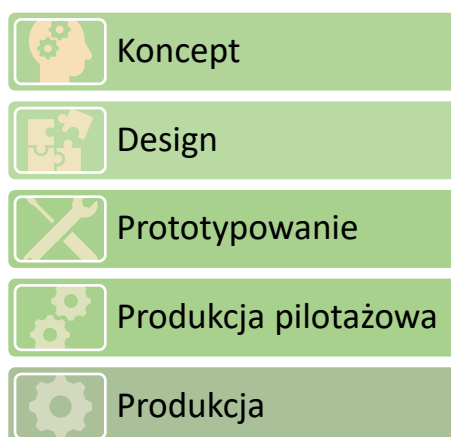 Koncept
Design
Prototypowanie
Produkcja pilotażowa
Produkcja